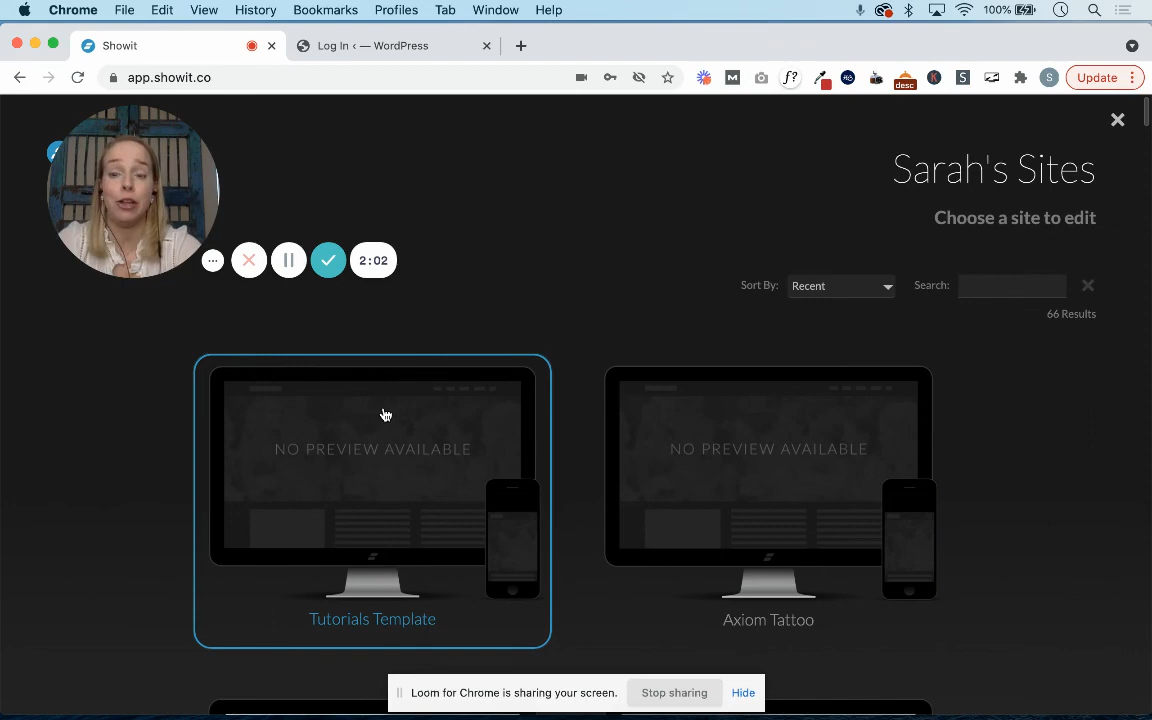 Chrome File Edit View History Bookmarks Profiles Tab Window Help 100%
Showit
Log In ‹ — WordPress
app.showit.co
M
f?
desc
K
S
S
Update
Sarah's Sites
Choose a site to edit
2:02
Sort By: Recent Search:
66 Results
NO PREVIEW AVAILABLE
NO PREVIEW AVAILABLE
Tutorials Template
Axiom Tattoo
Loom for Chrome is sharing your screen. Stop sharing Hide